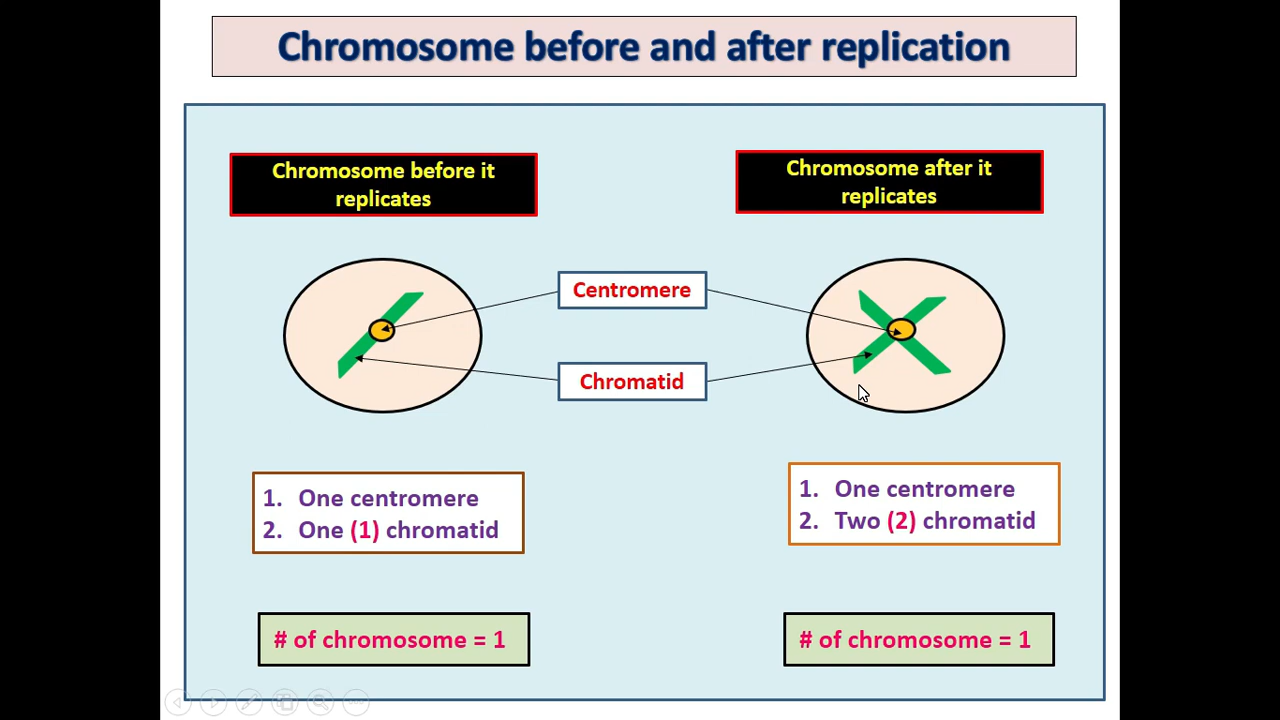 Chromosome before and after replication
Chromosome before it
replicates
Chromosome after it
replicates
Centromere
Chromatid
1. One centromere
2. One (1) chromatid
1. One centromere
2. Two (2) chromatid
# of chromosome = 1
# of chromosome = 1